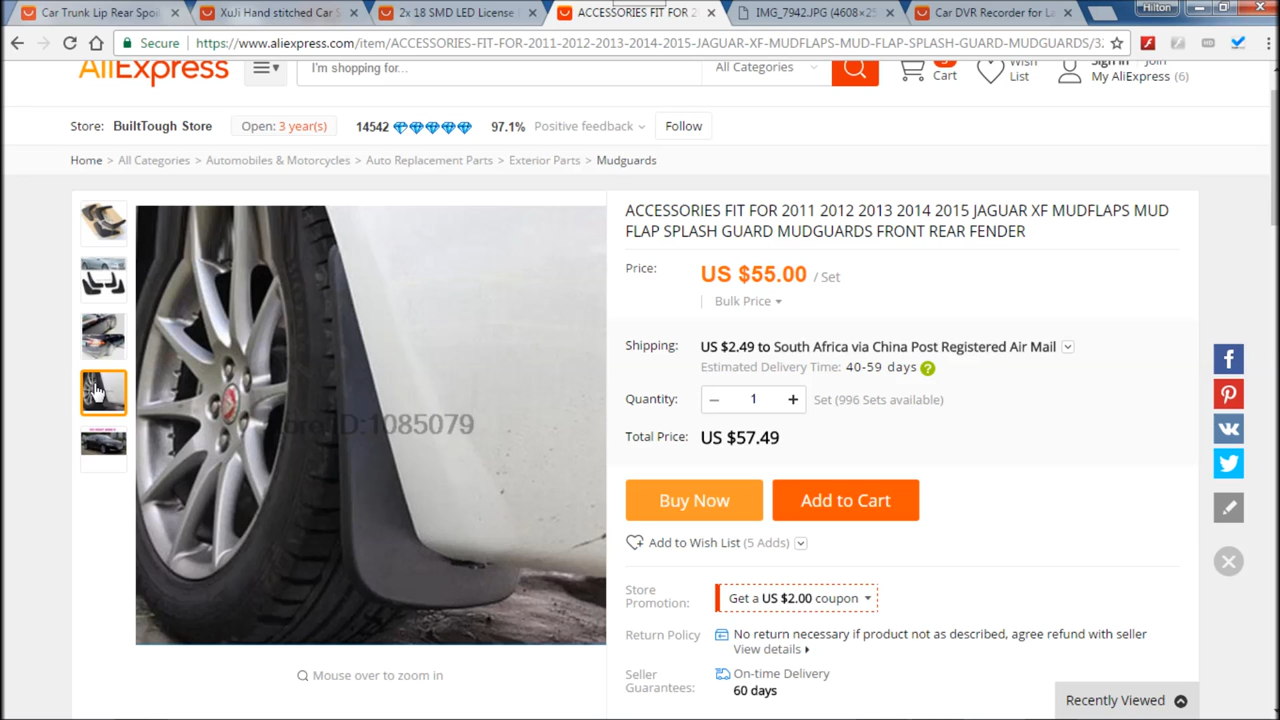 Car Trunk Lip Rear Spoi
XuJi Hand stitched Car S
2x 18 SMD LED License
ACCESSORIES FIT FOR 2
IMG_7942.JPG (4608×25
Car DVR Recorder for La
Hilton
Secure
https://www.aliexpress.com/item/ACCESSORIES-FIT-FOR-2011-2012-2013-2014-2015-JAGUAR-XF-MUDFLAPS-MUD-FLAP-SPLASH-GUARD-MUDGUARDS/32
AliExpress
I'm shopping for...
All Categories
Cart
Wish
List
Sign in
Join
My AliExpress (6)
Store: BuiltTough Store
Open: 3 year(s)
14542
97.1% Positive feedback
Follow
Home > All Categories > Automobiles & Motorcycles > Auto Replacement Parts > Exterior Parts > Mudguards
ACCESSORIES FIT FOR 2011 2012 2013 2014 2015 JAGUAR XF MUDFLAPS MUD
FLAP SPLASH GUARD MUDGUARDS FRONT REAR FENDER
Price:
US $55.00 / Set
Bulk Price
Shipping:
US $2.49 to South Africa via China Post Registered Air Mail
Estimated Delivery Time: 40-59 days
Quantity:
1
Set (996 Sets available)
ID:1085079
Total Price:
US $57.49
Buy Now
Add to Cart
Add to Wish List (5 Adds)
Store
Promotion:
Get a US $2.00 coupon
Return Policy
No return necessary if product not as described, agree refund with seller
View details
Mouse over to zoom in
Seller
Guarantees:
On-time Delivery
60 days
Recently Viewed